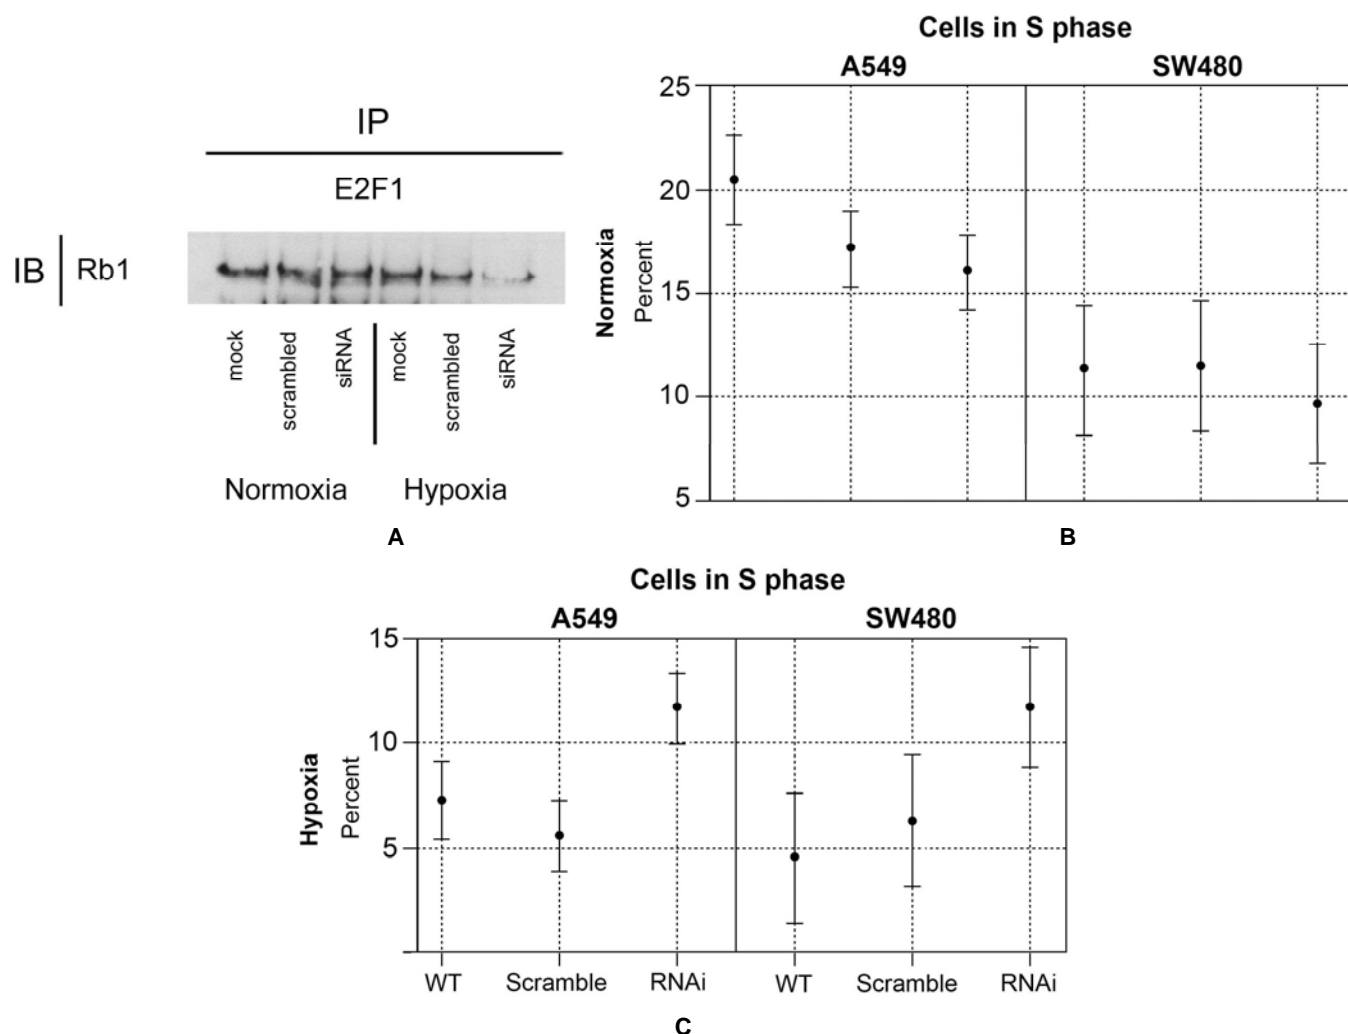 IP
E2F1
IB
Rb1
mock
scrambled
siRNA
mock
scrambled
siRNA
Normoxia
Hypoxia
A
Cells in S phase
A549
SW480
Normoxia
Percent
25
20
15
10
5
B
Cells in S phase
A549
SW480
Hypoxia
Percent
15
10
5
WT
Scramble
RNAi
WT
Scramble
RNAi
C